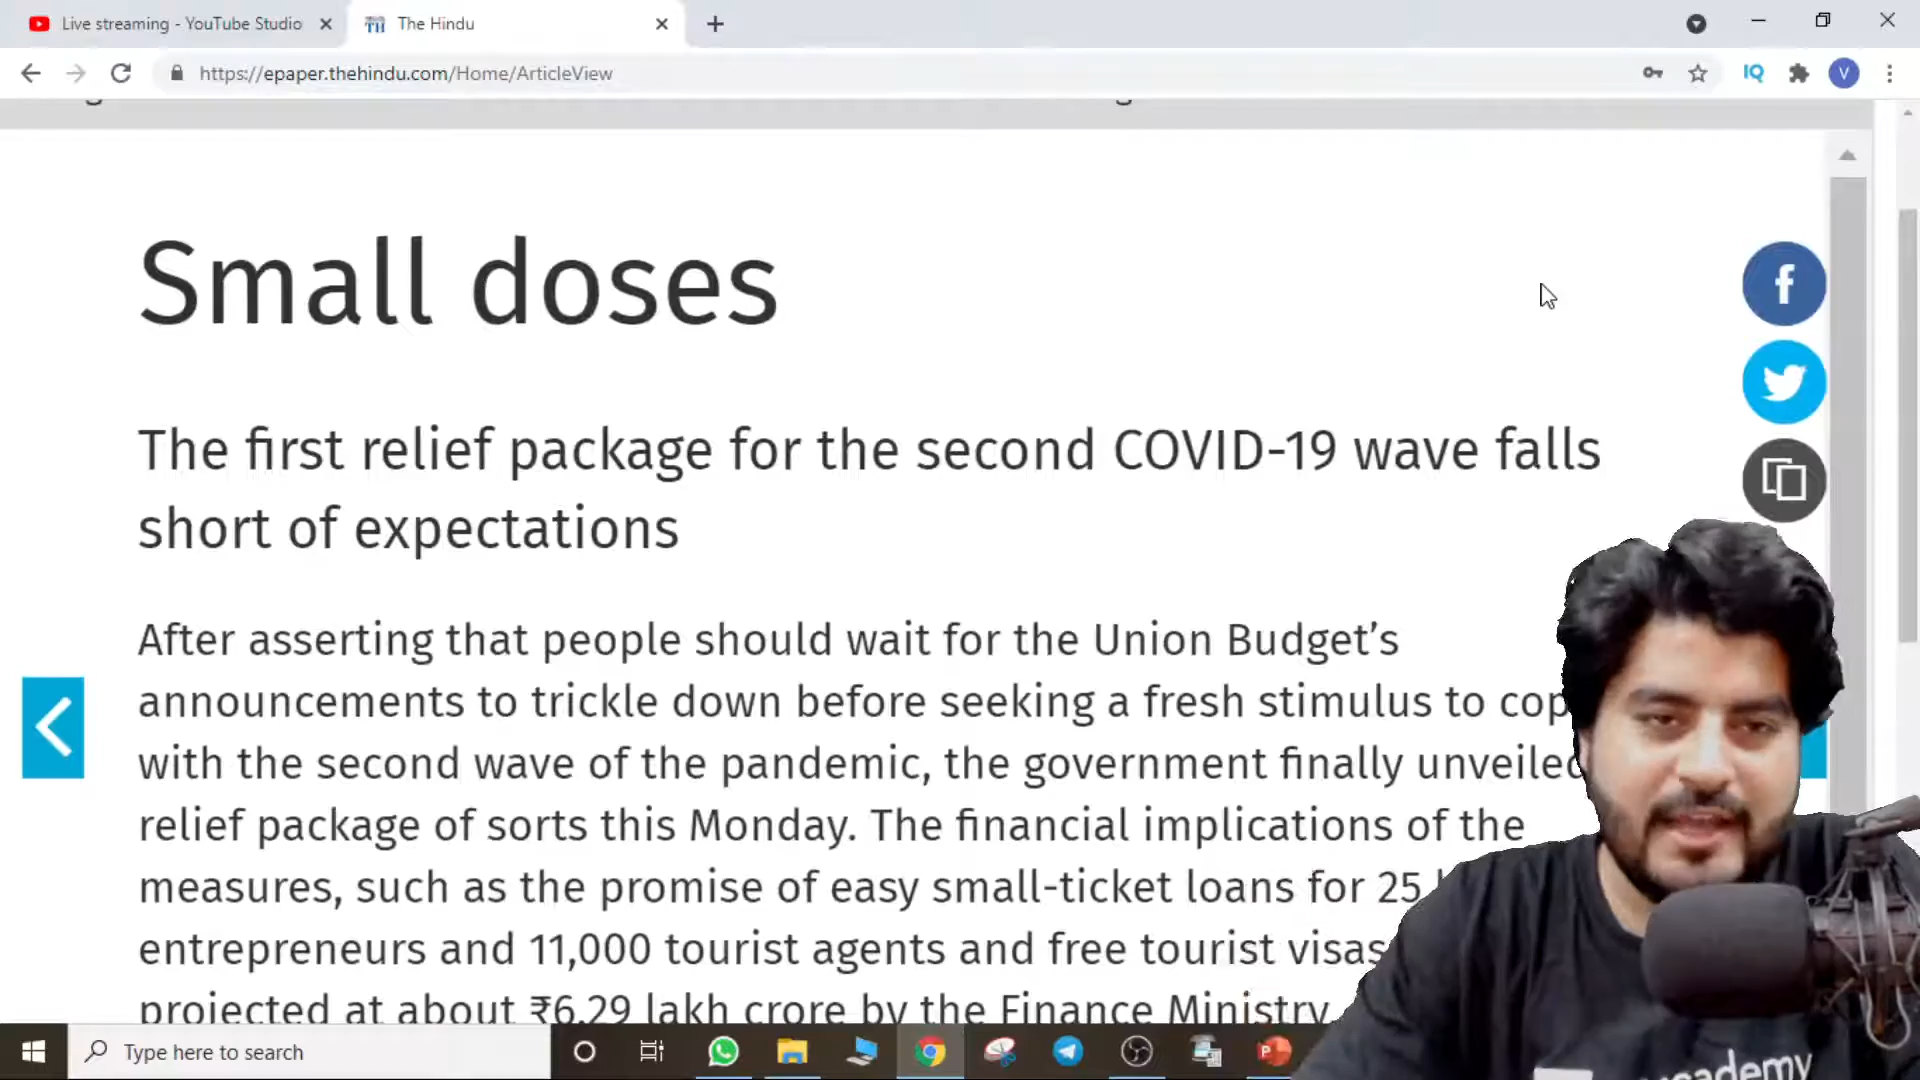 Live streaming - YouTube Studio
The Hindu
https://epaper.thehindu.com/Home/ArticleView
IQ
V
Small doses
The first relief package for the second COVID-19 wave falls
short of expectations
After asserting that people should wait for the Union Budget’s
announcements to trickle down before seeking a fresh stimulus to
with the second wave of the pandemic, the government finally unveiled
relief package of sorts this Monday. The financial implications of the
measures, such as the promise of easy small-ticket loans for 25
entrepreneurs and 11,000 tourist agents and free tourist visas
projected at about ₹6.29 lakh crore by the Finance Ministry
Type here to search